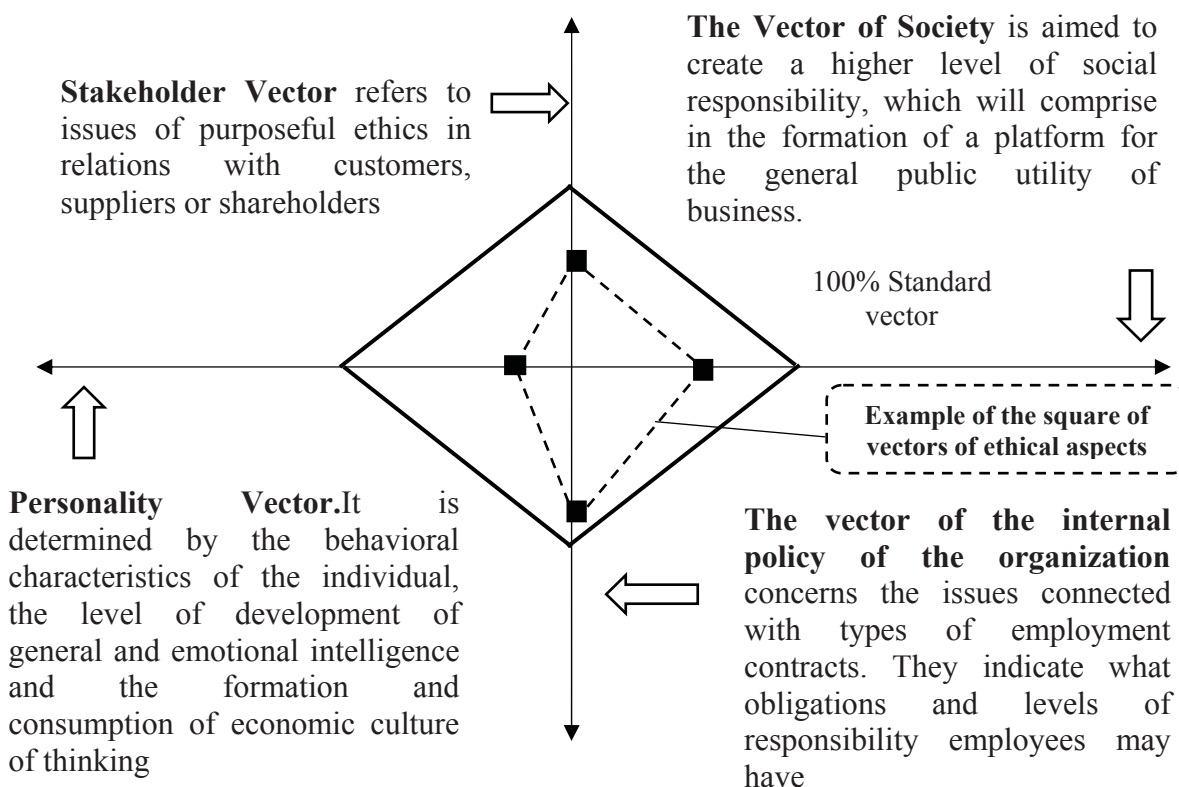 Stakeholder Vector refers to
issues of purposeful ethics in
relations with customers,
suppliers or shareholders
The Vector of Society is aimed to
create a higher level of social
responsibility, which will comprise
in the formation of a platform for
the general public utility of
business.
100% Standard
vector
Example of the square of
vectors of ethical aspects
Personality Vector.It is
determined by the behavioral
characteristics of the individual,
the level of development of
general and emotional intelligence
and the formation and
consumption of economic culture
of thinking
The vector of the internal
policy of the organization
concerns the issues connected
with types of employment
contracts. They indicate what
obligations and levels of
responsibility employees may
have